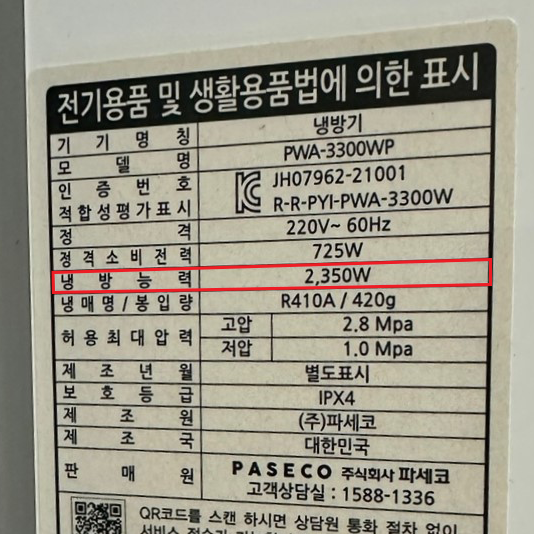 전기용품 및 생활용품법에 의한 표시
기기명칭 냉방기
모델명 PWA-3300WP
인증번호 JH07962-21001
적합성평가표시 R-R-PYI-PWA-3300W
정격 220V~ 60Hz
정격소비전력 725W
냉방능력 2,350W
냉매명/봉입량 R410A / 420g
허용최대압력 고압 2.8 Mpa
저압 1.0 Mpa
제조년월 별도표시
보호등급 IPX4
제조원 (주)파세코
제조국 대한민국
판매원 PASECO 주식회사 파세코
고객상담실 : 1588-1336
QR코드를 스캔 하시면 상담원 통화 절차 없이